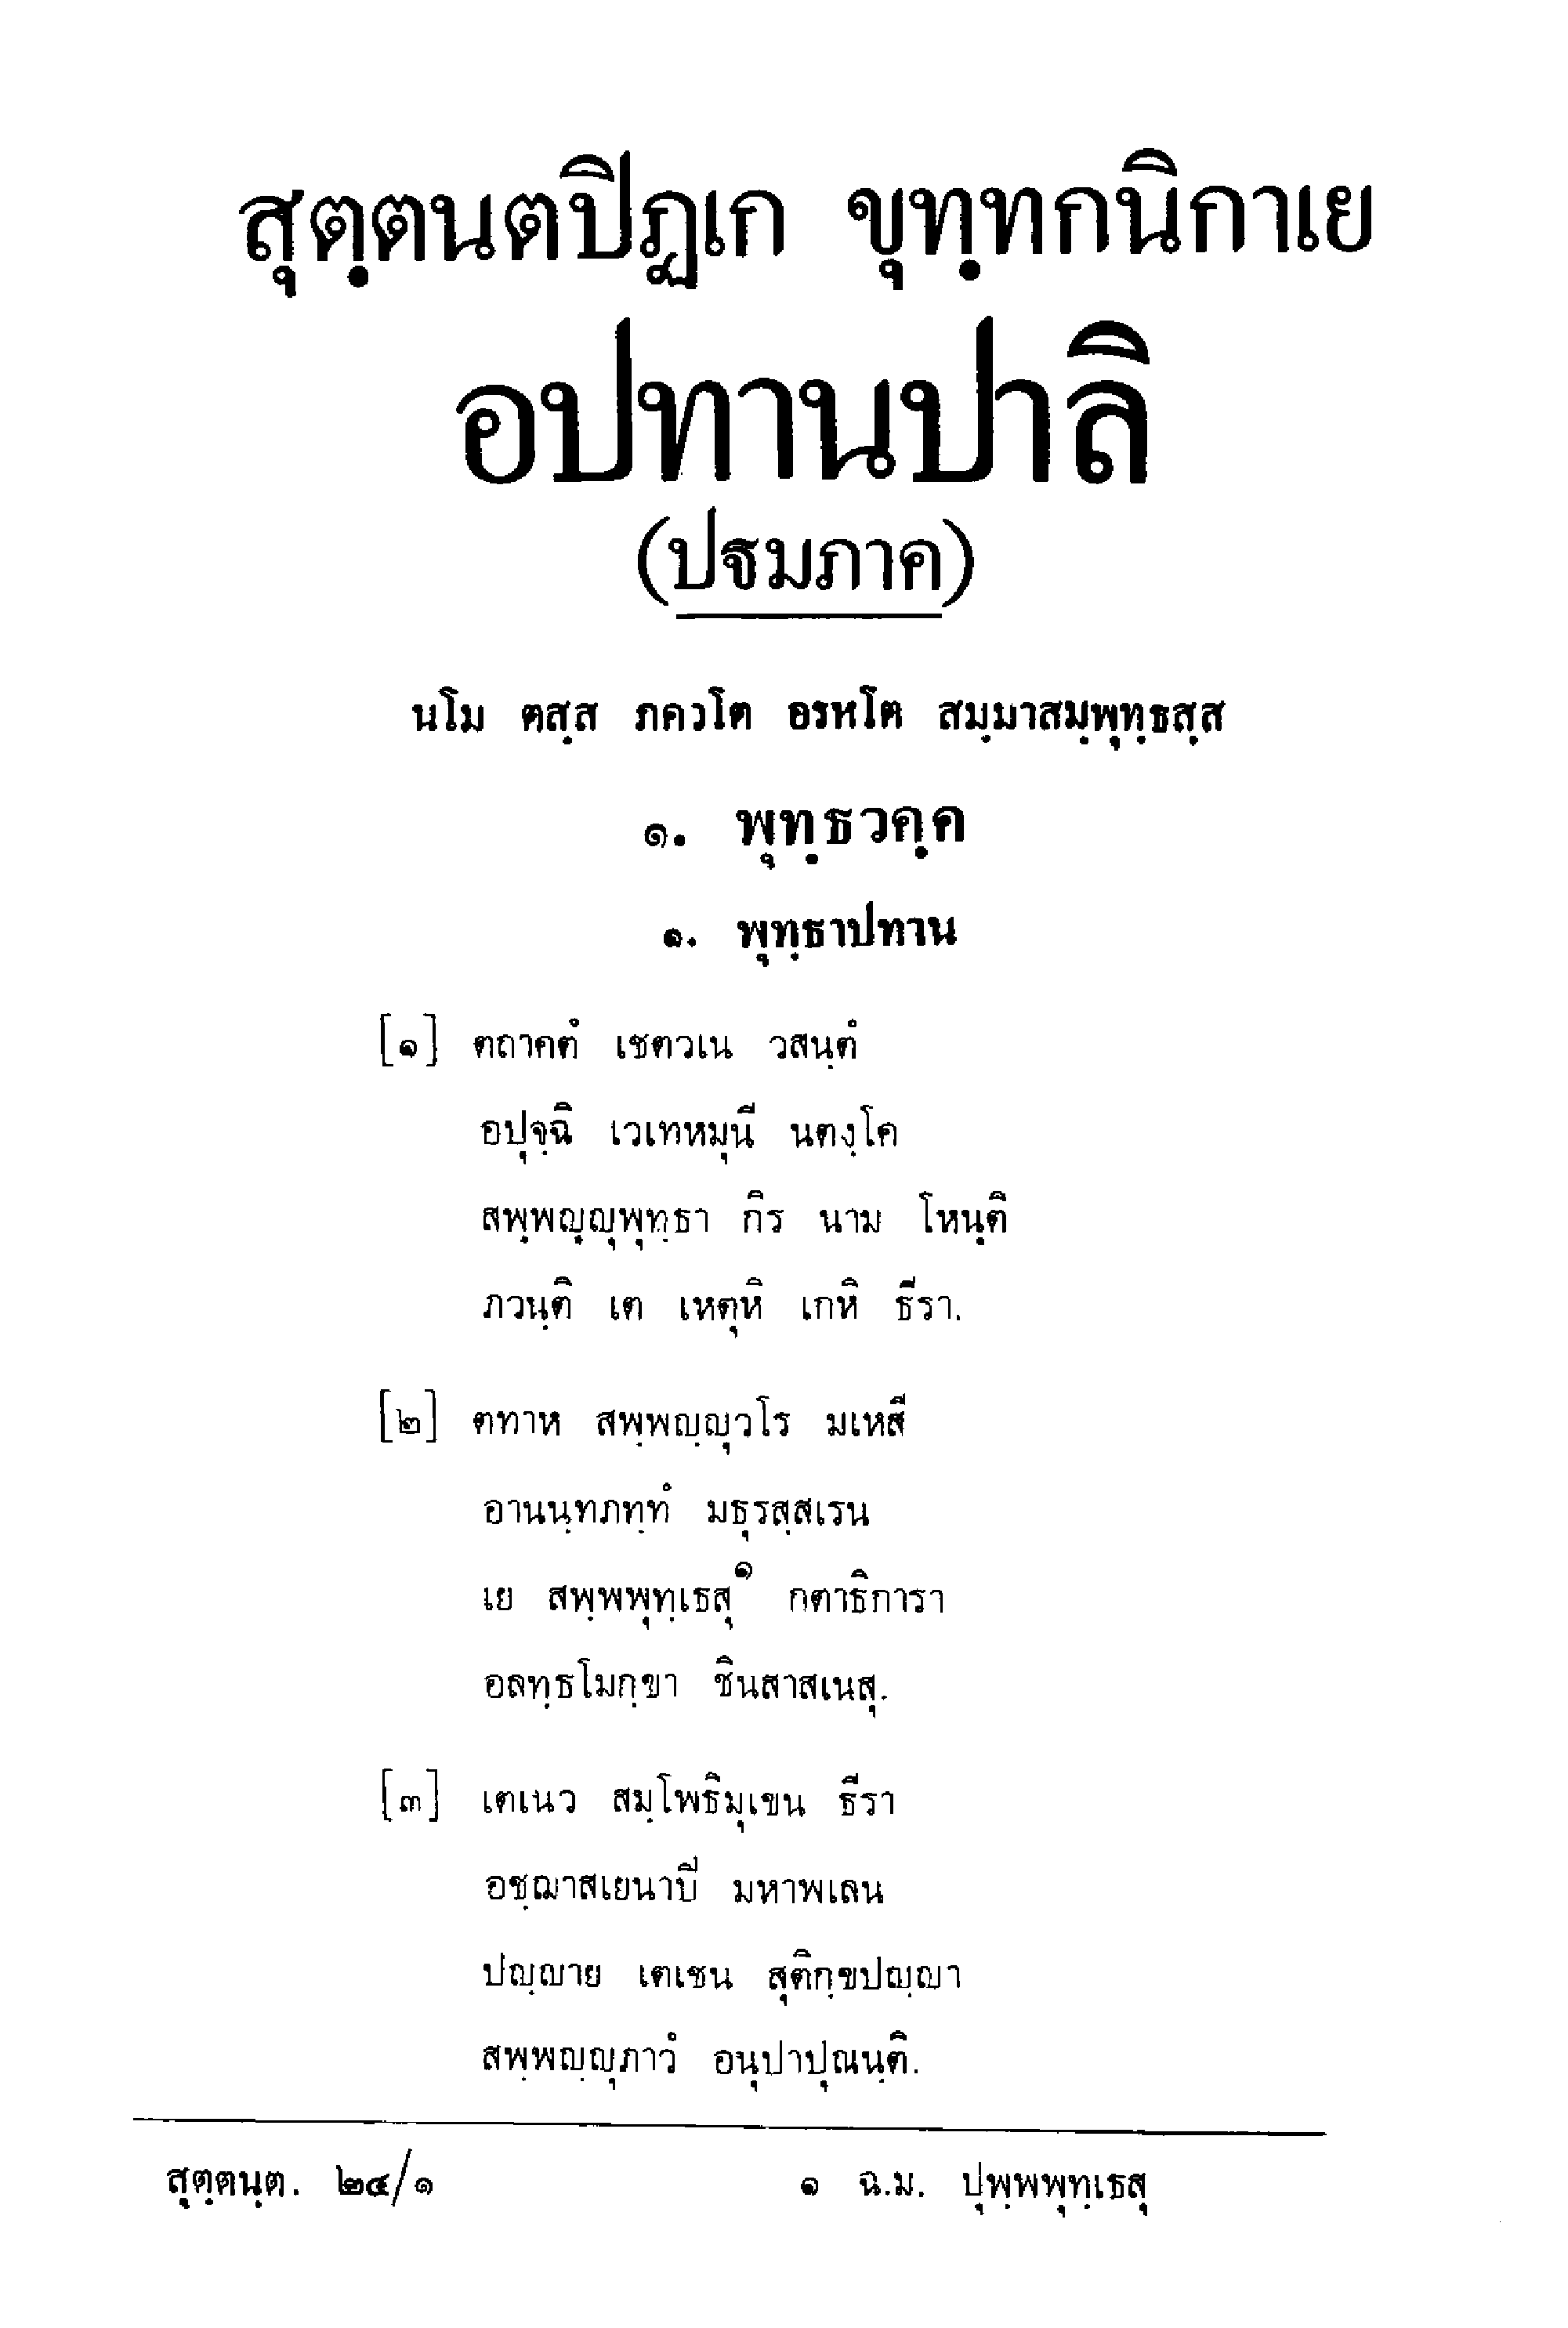 สุตฺตนตปิฏเก ขุทฺทกนิกาเย
อปทานปาลิ
(ปฐมภาค)
นโม ตสฺส ภควโต อรหโต สมฺมาสมฺพุทฺธสฺส
๑. พุทฺธวคฺค
๑. พุทฺธาปทาน
[๑] ตถาคตํ เชตวเน วสนฺตํ
อปุจฺฉิ เวเทหมุนี นตงฺโค
สพฺพญฺญุพุทฺธา กิร นาม โหนฺติ
ภวนฺติ เต เหตุหิ เกหิ ธีรา.
[๒] ตทาห สพฺพญฺญุวโร มเหสี
อานนฺทภทฺทํ มธุรสฺสเรน
เย สพฺพพุทฺเธสุ๑ กตาธิการา
อลทฺธโมกฺขา ชินสาสเนสุ.
[๓] เตเนว สมฺโพธิมุเขน ธีรา
อชฺฌาสเยนาปี มหาพเลน
ปญฺญาย เตเชน สุติกฺขปญฺญา
สพฺพญฺญุภาวํ อนุปาปุณนฺติ.
สุตฺตนฺต. ๒๔/๑ ๑ ฉ.ม. ปุพฺพพุทฺเธสุ